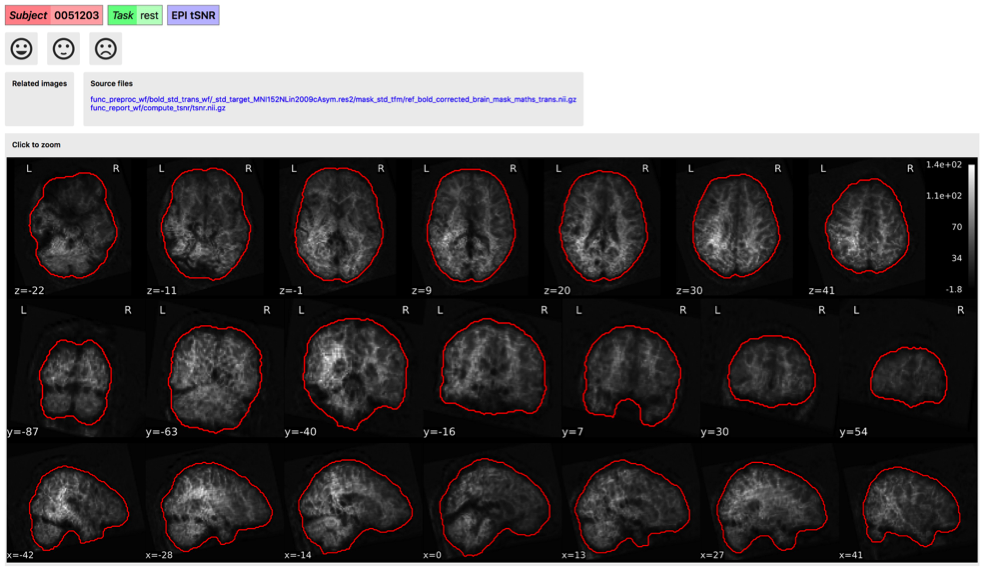 Subject 0051203 Task rest EPI tSNR
Related images
Source files
func_preproc_wf/bold_std_trans_wf/_std_target_MNI152NLin2009cAsym.res2/mask_std_tfm/ref_bold_corrected_brain_mask_maths_trans.nii.gz
func_report_wf/compute_tsnr/tsnr.nii.gz
Click to zoom
L R L R L R L R L R L R L R
1.4e+02
1.1e+02
70
34
-1.8
z=-22 z=-11 z=-1 z=9 z=20 z=30 z=41
L R L R L R L R L R L R L R
y=-87 y=-63 y=-40 y=-16 y=7 y=30 y=54
x=-42 x=-28 x=-14 x=0 x=13 x=27 x=41